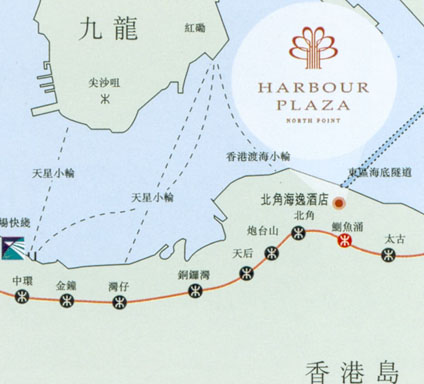 九龍
紅磡
尖沙咀
HARBOUR
PLAZA
NORTH POINT
天星小輪
天星小輪
香港渡海小輪
東區海底隧道
北角海逸酒店
場快綫
中環
金鐘
灣仔
銅鑼灣
天后
炮台山
北角
鰂魚涌
太古
香港島